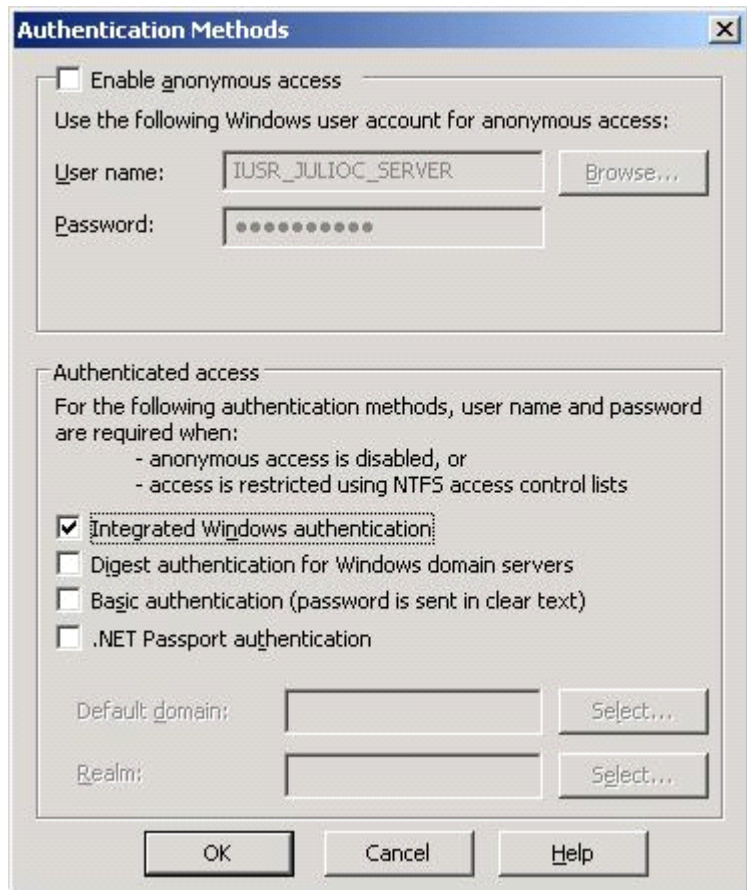 Authentication Methods
Enable anonymous access
Use the following Windows user account for anonymous access:
User name: IUSR_JULIOC_SERVER Browse...
Password: ●●●●●●●●●●
Authenticated access
For the following authentication methods, user name and password
are required when:
- anonymous access is disabled, or
- access is restricted using NTFS access control lists
Integrated Windows authentication
Digest authentication for Windows domain servers
Basic authentication (password is sent in clear text)
.NET Passport authentication
Default domain: Select...
Realm: Select...
OK Cancel Help